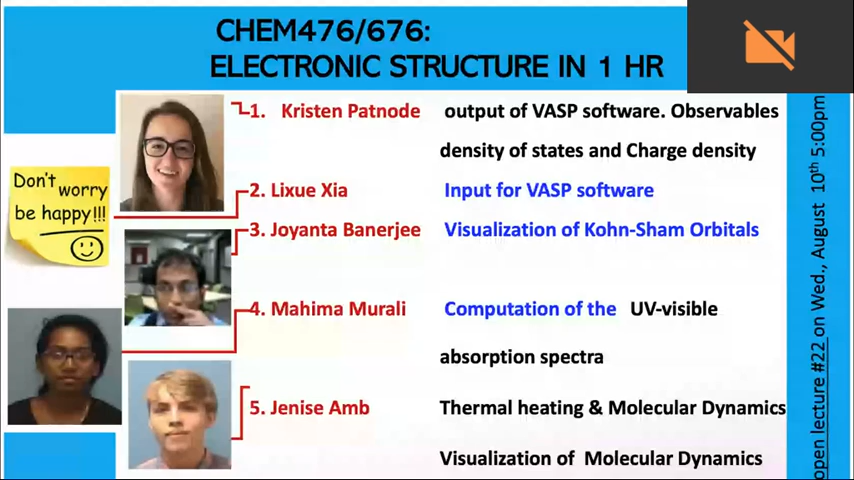 CHEM476/676:
ELECTRONIC STRUCTURE IN 1 HR
1. Kristen Patnode output of VASP software. Observables
density of states and Charge density
2. Lixue Xia Input for VASP software
3. Joyanta Banerjee Visualization of Kohn-Sham Orbitals
4. Mahima Murali Computation of the UV-visible
absorption spectra
5. Jenise Amb Thermal heating & Molecular Dynamics
Visualization of Molecular Dynamics
Don't
worry
be happy!!!
open lecture #22 on Wed., August 10th 5:00pm